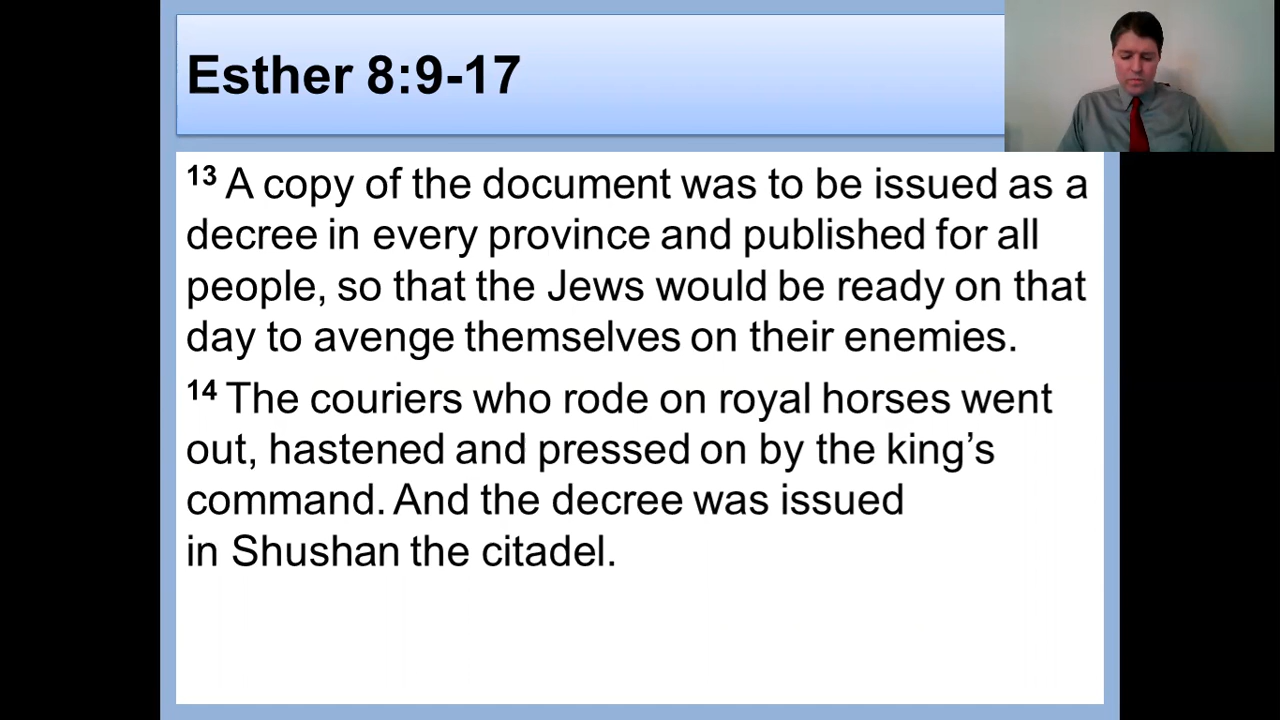 Esther 8:9-17
13 A copy of the document was to be issued as a
decree in every province and published for all
people, so that the Jews would be ready on that
day to avenge themselves on their enemies.
14 The couriers who rode on royal horses went
out, hastened and pressed on by the king’s
command. And the decree was issued
in Shushan the citadel.